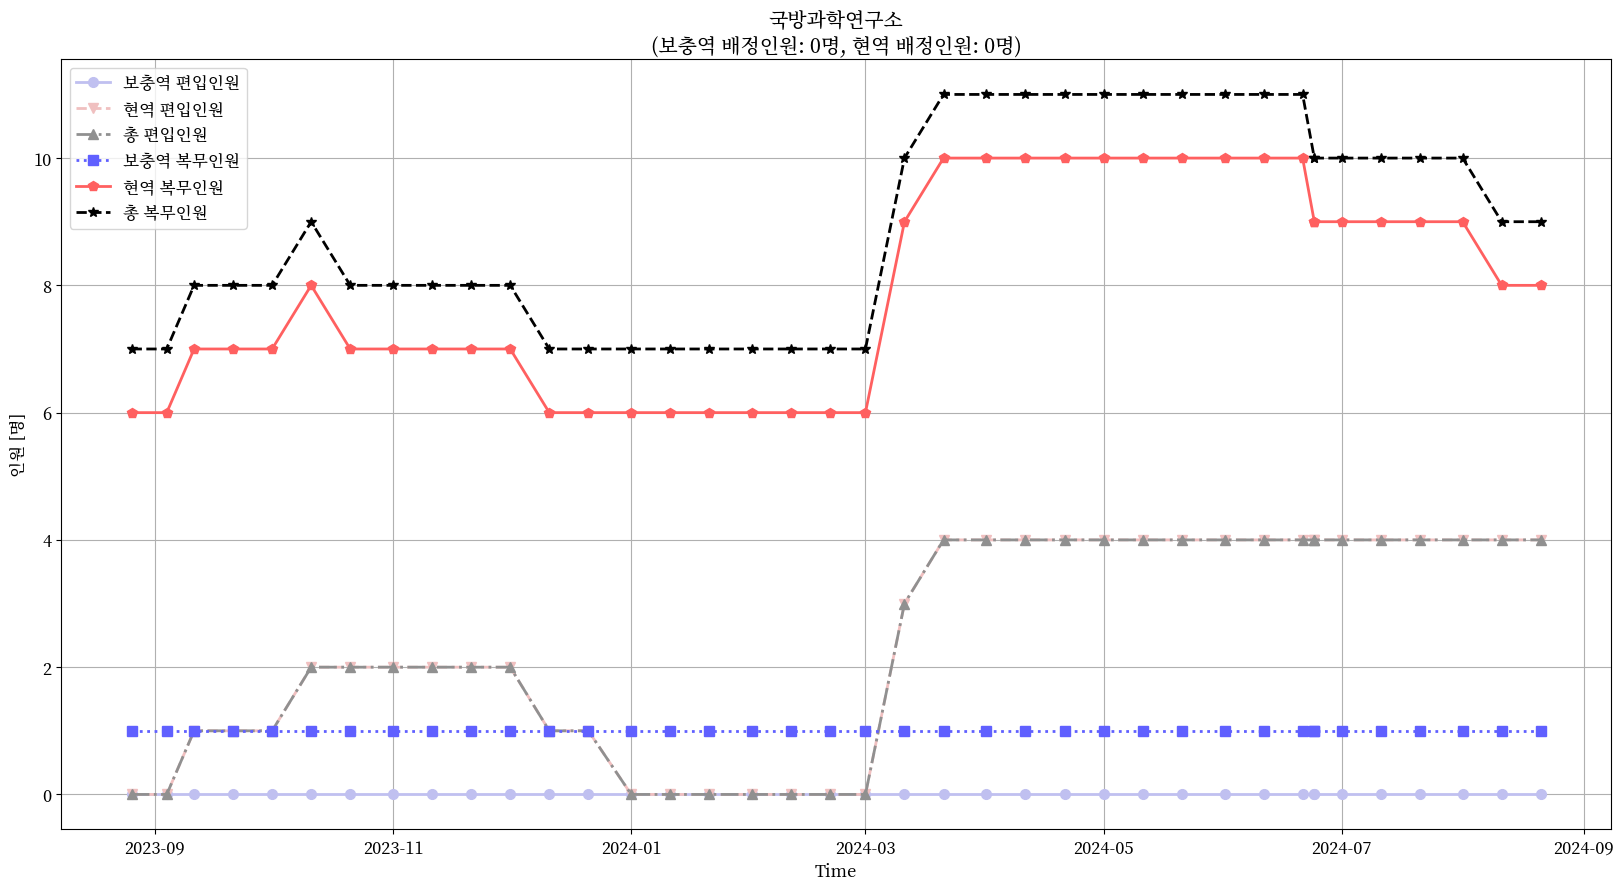 국방과학연구소
(보충역 배정인원: 0명, 현역 배정인원: 0명)
보충역 편입인원
현역 편입인원
총 편입인원
보충역 복무인원
현역 복무인원
총 복무인원
인원 [명]
10
8
6
4
2
0
2023-09
2023-11
2024-01
2024-03
2024-05
2024-07
2024-09
Time